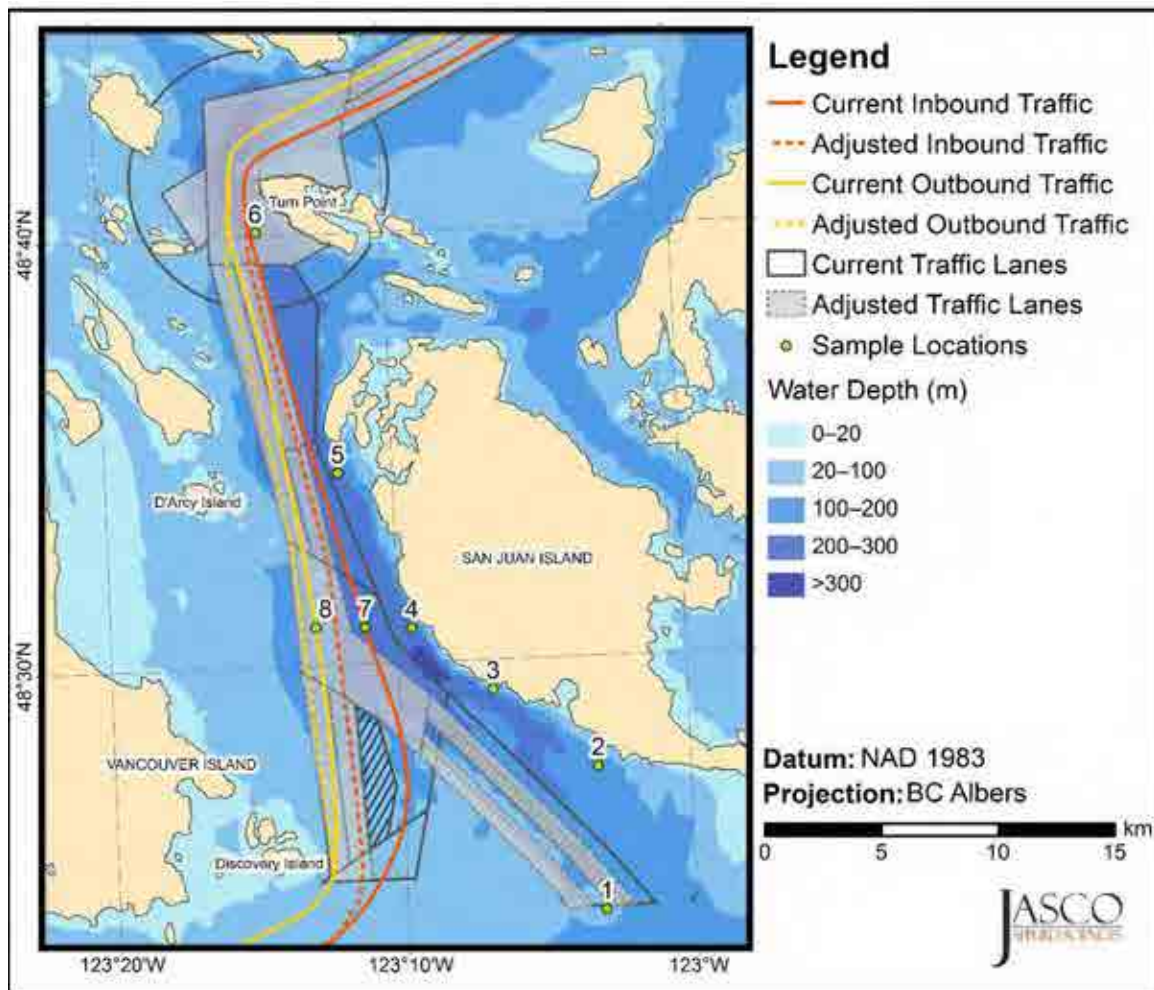 Legend
Current Inbound Traffic
Adjusted Inbound Traffic
Current Outbound Traffic
Adjusted Outbound Traffic
Current Traffic Lanes
Adjusted Traffic Lanes
Sample Locations
Water Depth (m)
0–20
20–100
100–200
200–300
>300
Datum: NAD 1983
Projection: BC Albers
km
0 5 10 15
JASCO
APPLIED SCIENCES
48°40'N
48°30'N
123°20'W 123°10'W 123°W
Turn Point
6
5
D'Arcy Island
SAN JUAN ISLAND
8 7 4
3
2
VANCOUVER ISLAND
Discovery Island
1